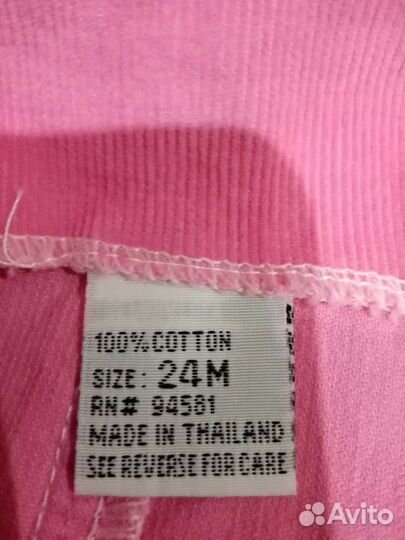 100% COTTON
SIZE: 24M
RN# 94581
MADE IN THAILAND
SEE REVERSE FOR CARE
Avito